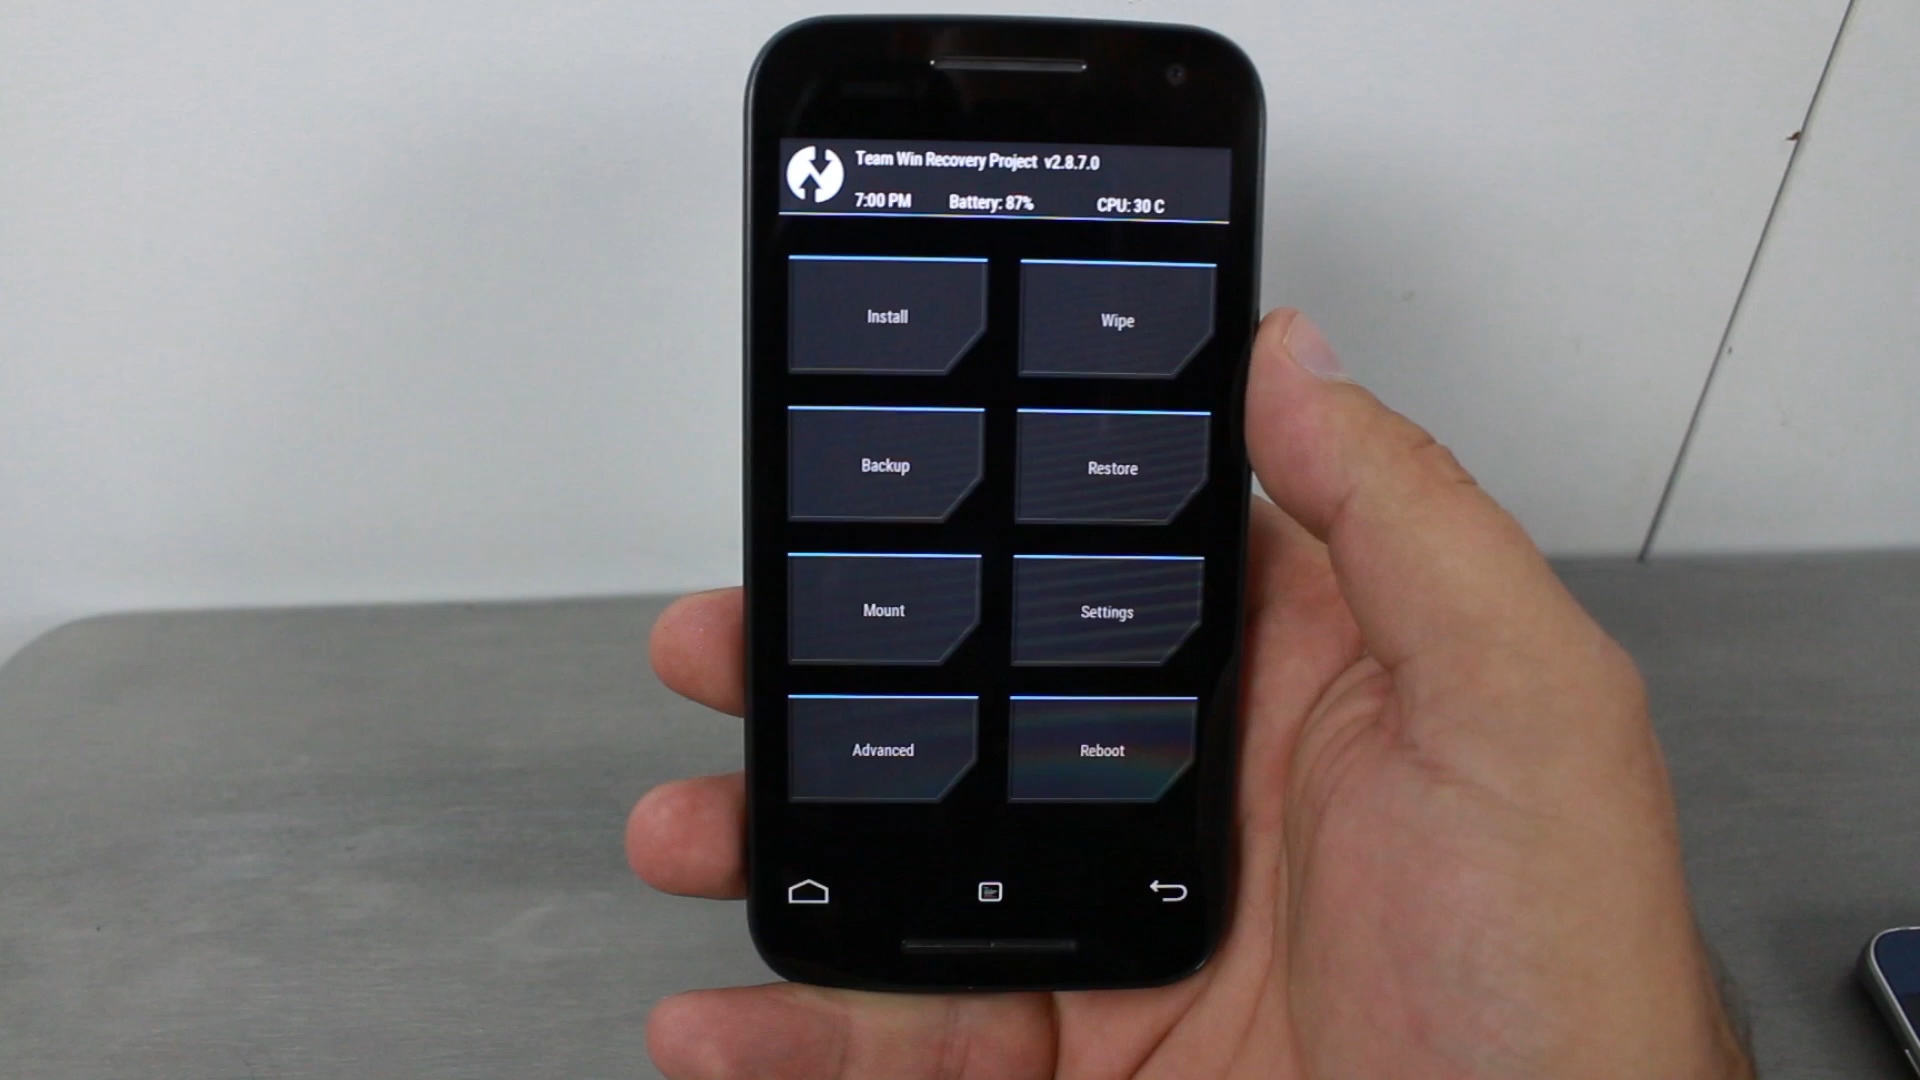 Team Win Recovery Project v2.8.7.0
7:00 PM Battery: 87% CPU: 30 C
Install Wipe
Backup Restore
Mount Settings
Advanced Reboot